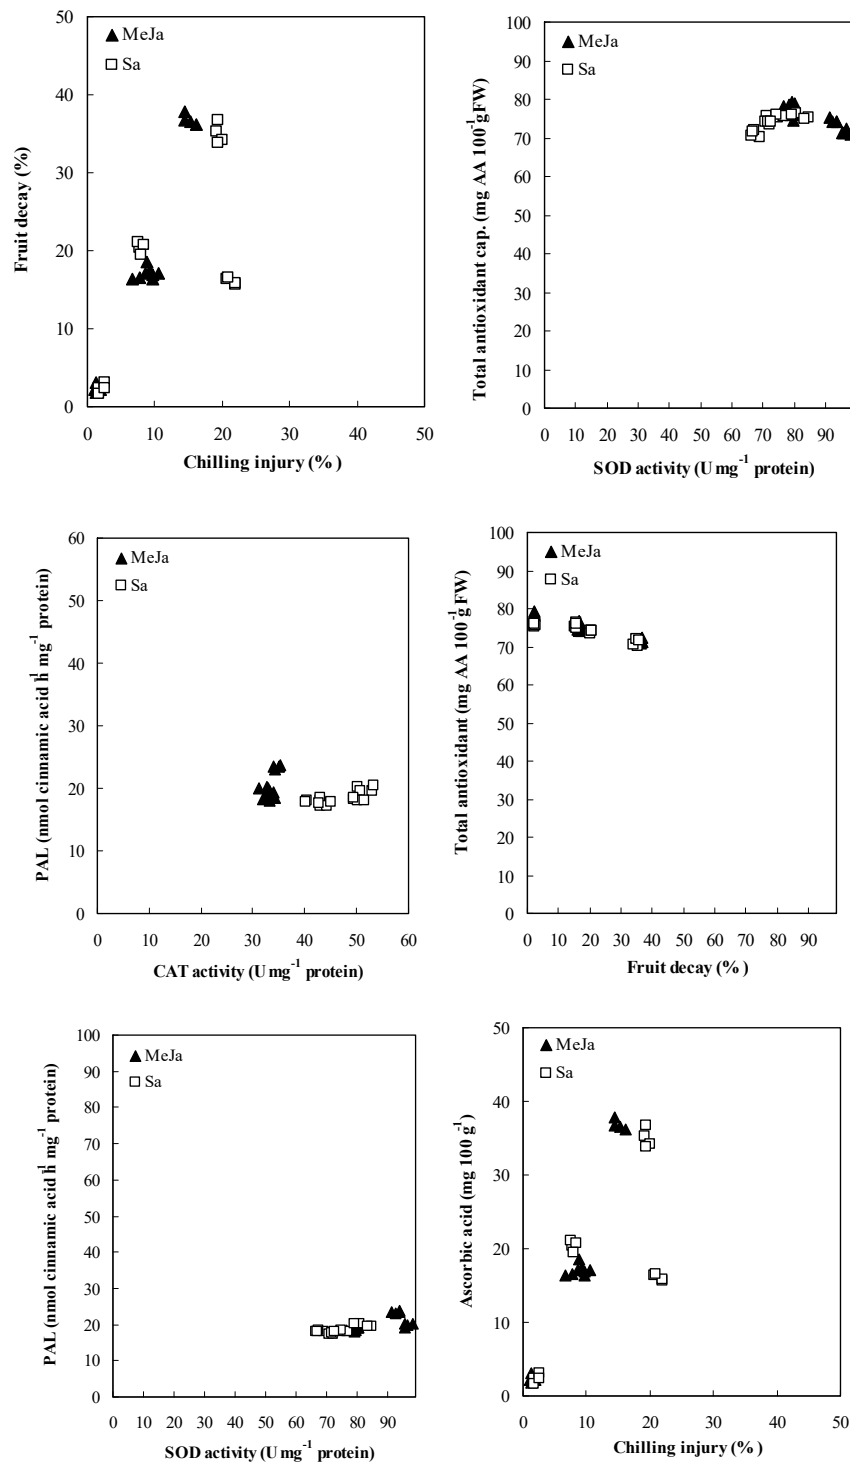 50
40
30
20
10
0
Fruit decay (%)
MeJa
Sa
0 10 20 30 40 50
Chilling injury (%)
100
90
80
70
60
50
40
30
20
10
0
Total antioxidant cap. (mg AA 100⁻¹gFW)
MeJa
Sa
0 10 20 30 40 50 60 70 80 90
SOD activity (U mg⁻¹ protein)
60
50
40
30
20
10
0
PAL (nmol cinnamic acid h⁻¹ mg⁻¹ protein)
MeJa
Sa
0 10 20 30 40 50 60
CAT activity (U mg⁻¹ protein)
100
90
80
70
60
50
40
30
20
10
0
Total antioxidant (mg AA 100⁻¹g FW)
MeJa
Sa
0 10 20 30 40 50 60 70 80 90
Fruit decay (%)
100
90
80
70
60
50
40
30
20
10
0
PAL (nmol cinnamic acid h⁻¹ mg⁻¹ protein)
MeJa
Sa
0 10 20 30 40 50 60 70 80 90
SOD activity (U mg⁻¹ protein)
50
40
30
20
10
0
Ascorbic acid (mg 100 g⁻¹)
MeJa
Sa
0 10 20 30 40 50
Chilling injury (%)